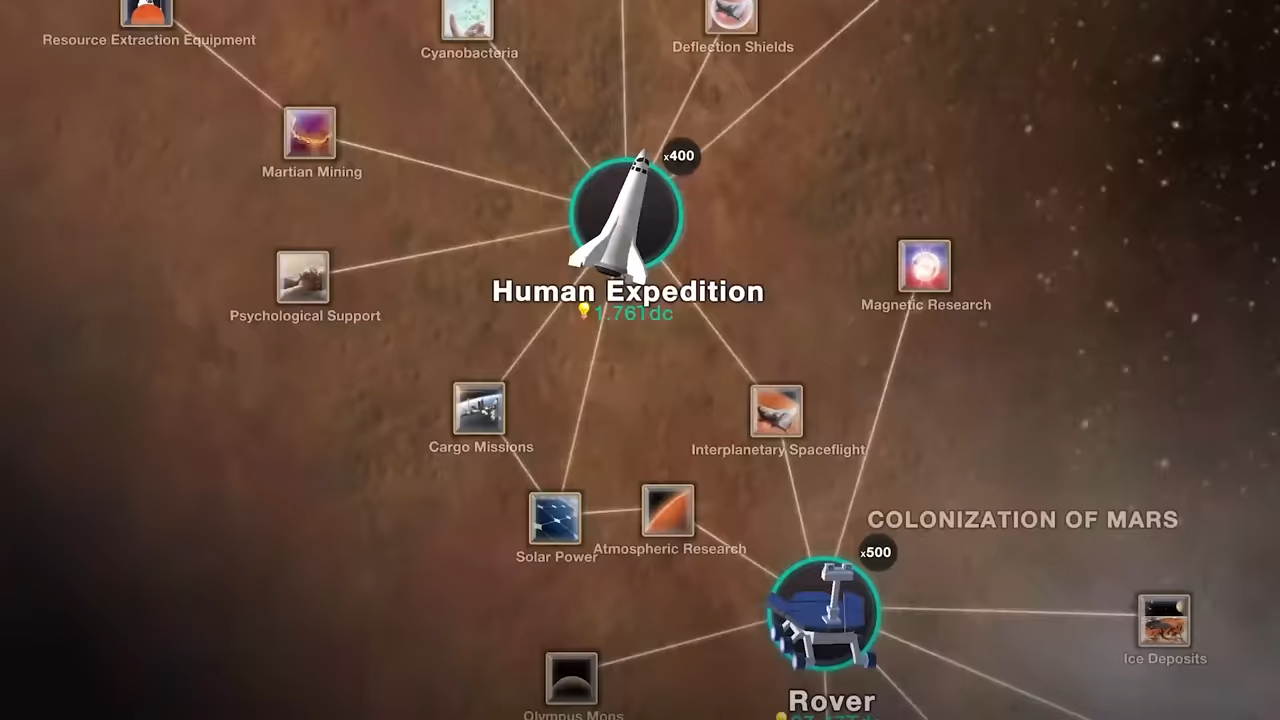 Resource Extraction Equipment
Cyanobacteria
Deflection Shields
Martian Mining
x400
Psychological Support
Human Expedition
1.76Tdc
Magnetic Research
Cargo Missions
Interplanetary Spaceflight
Solar Power
Atmospheric Research
COLONIZATION OF MARS
x500
Ice Deposits
Rover
Olympus Mons